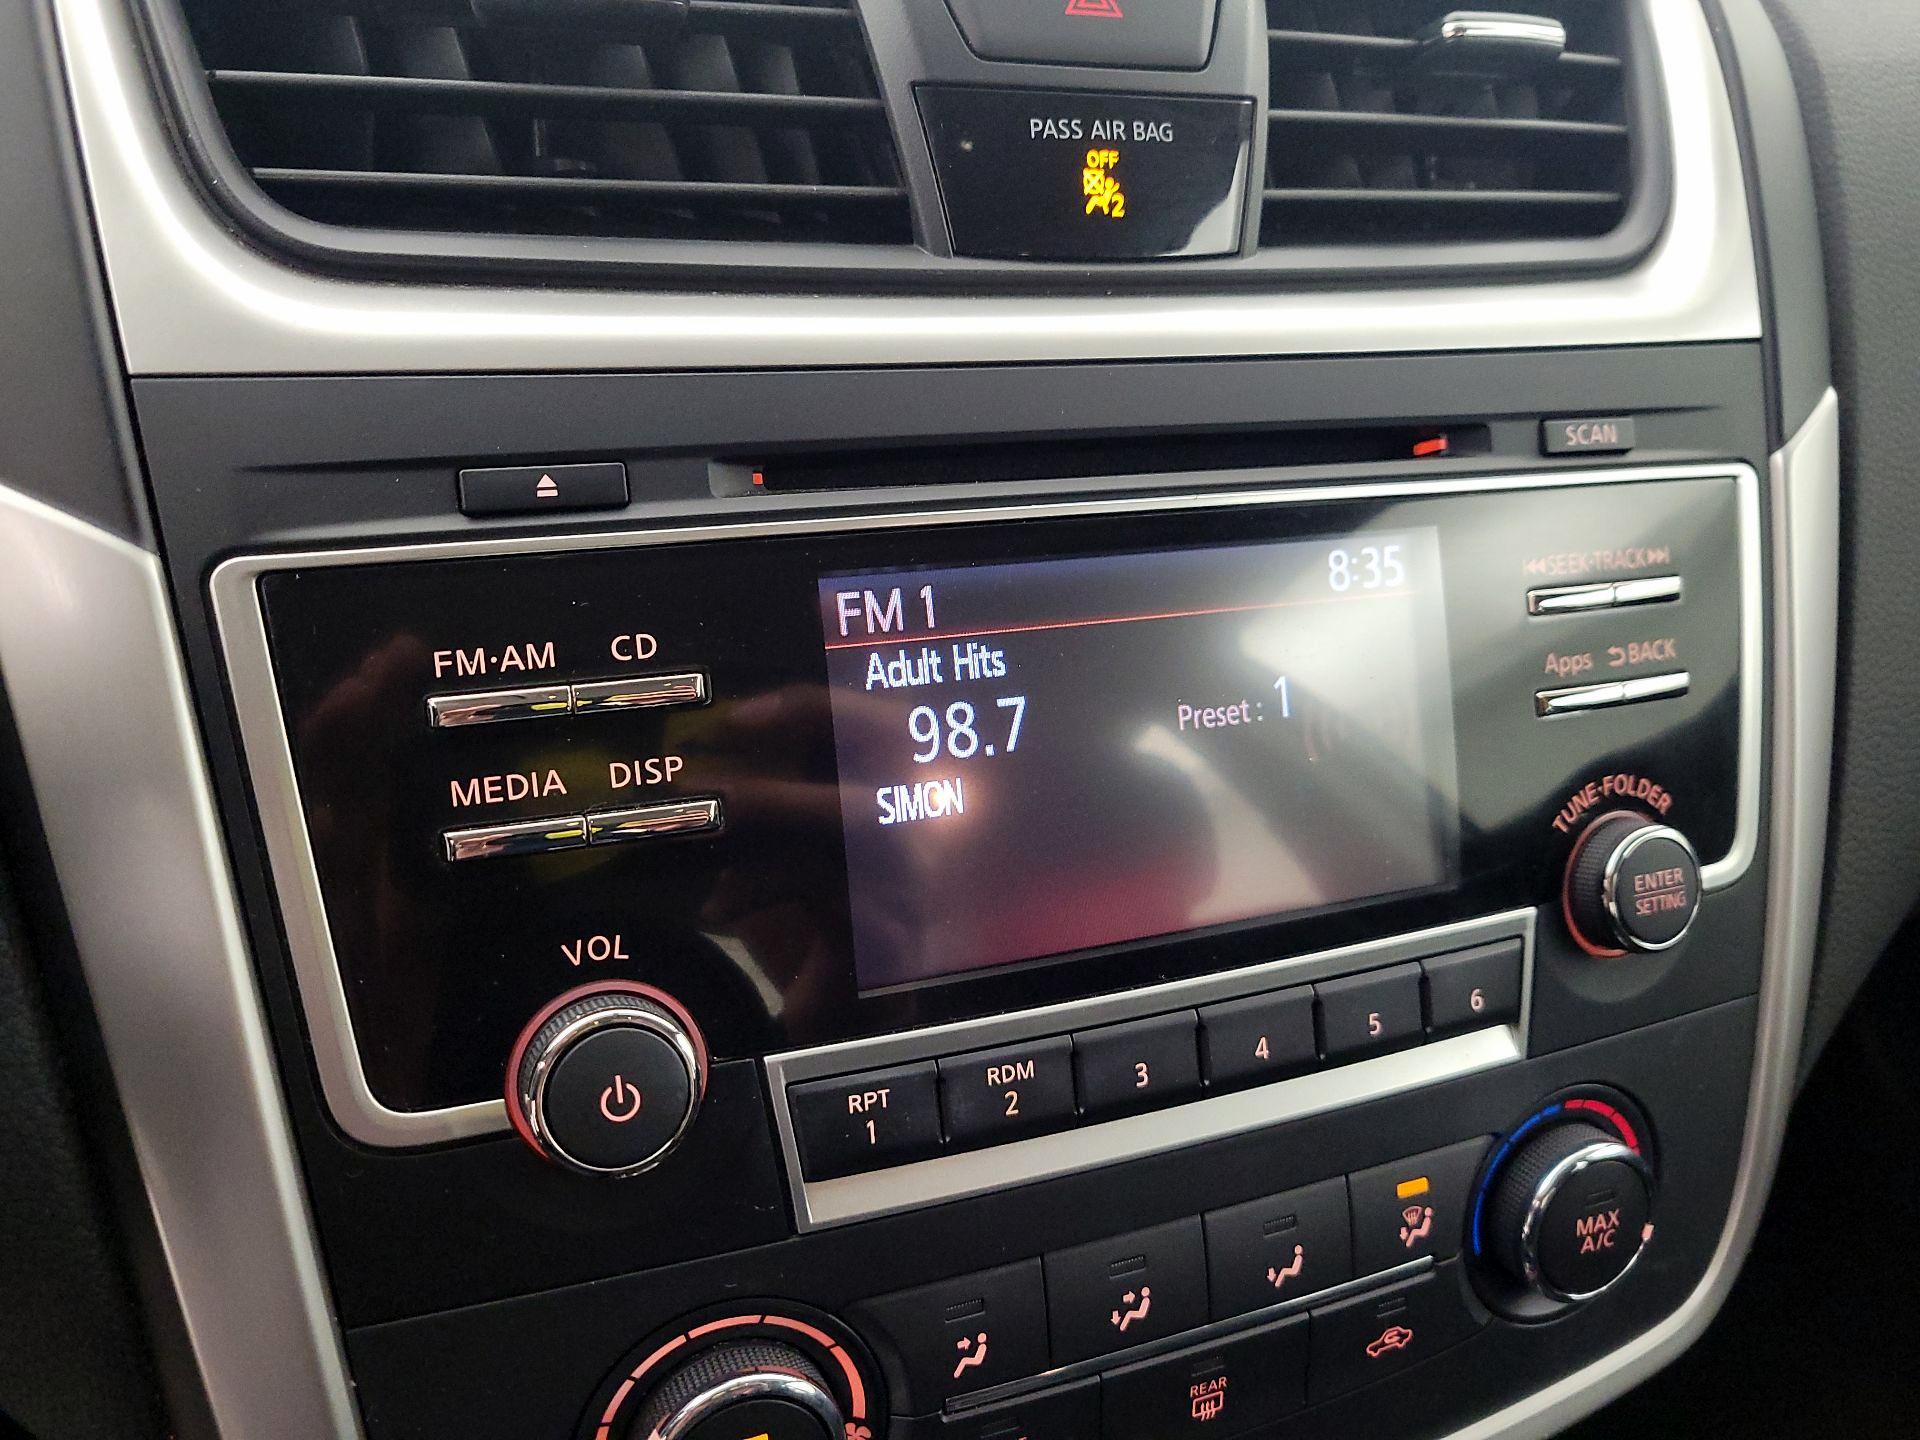 PASS AIR BAG
OFF
2
SCAN
FM 1
8:35
Adult Hits
98.7
Preset : 1
SIMON
FM·AM
CD
MEDIA
DISP
VOL
SEEK·TRACK
Apps
BACK
TUNE·FOLDER
ENTER
SETTING
RPT
1
RDM
2
3
4
5
6
MAX
A/C
REAR